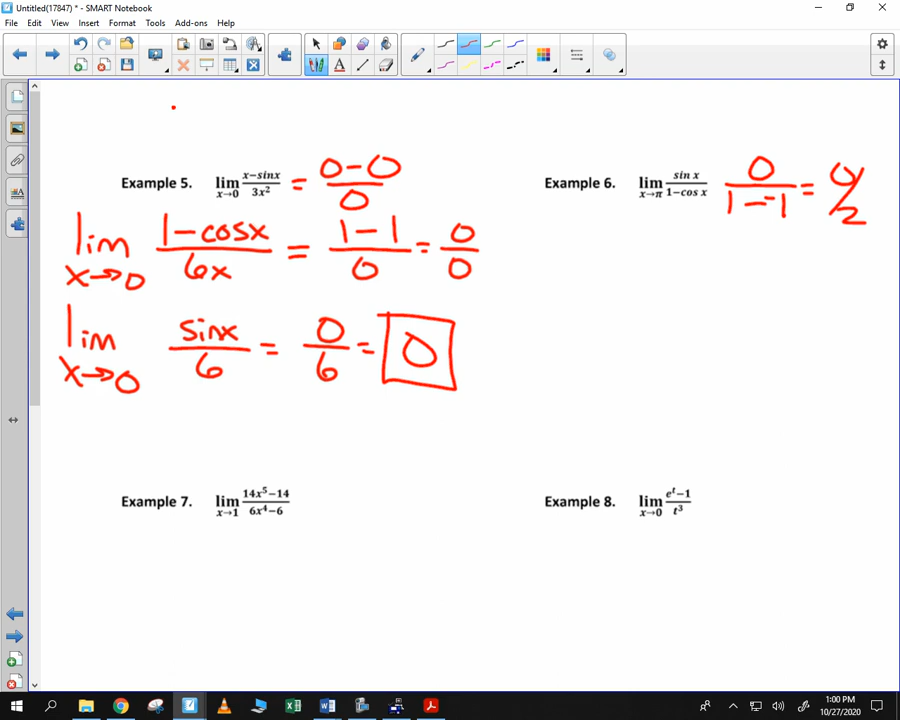 Untitled(17847) * - SMART Notebook
File Edit View Insert Format Tools Add-ons Help
Example 5. lim x→0 x−sinx/3x² = 0−0/0
lim x→0 1−cosx/6x = 1−1/0 = 0/0
lim x→0 sinx/6 = 0/6 = 0
Example 6. lim x→π sin x/1−cos x 0/1−−1 = 0/2
Example 7. lim x→1 14x⁵−14/6x⁴−6
Example 8. lim x→0 eᵗ−1/t³
1:00 PM
10/27/2020